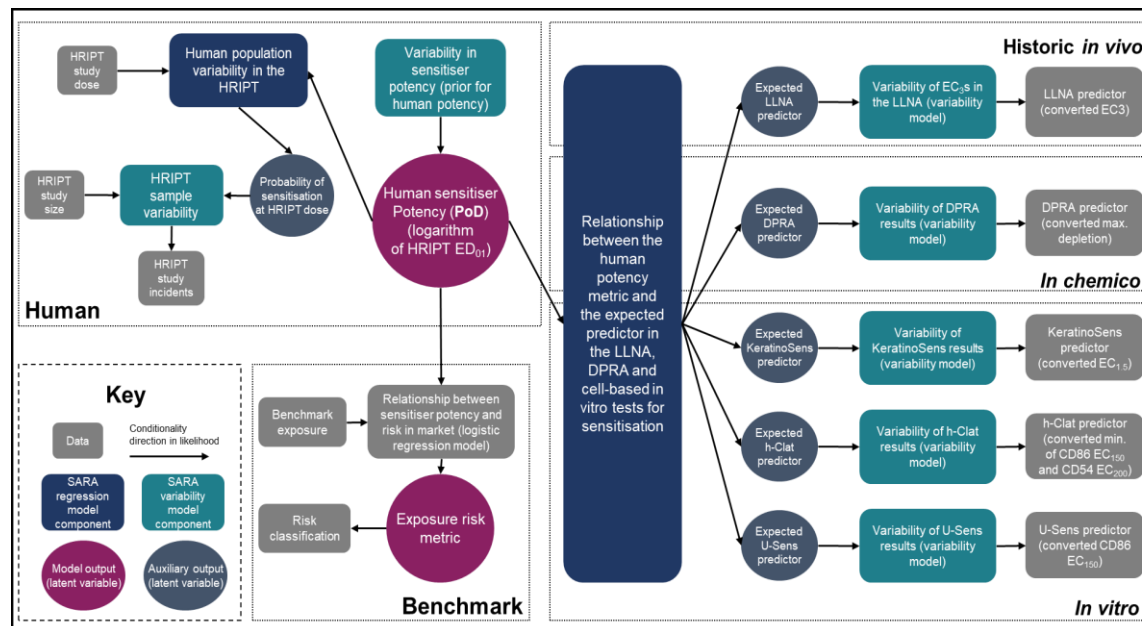 HRIPT
study
dose
Human population
variability in the
HRIPT
Variability in
sensitiser
potency (prior for
human potency)
HRIPT
study
size
HRIPT
sample
variability
Probability of
sensitisation
at HRIPT dose
Human sensitiser
Potency (PoD)
(logarithm
of HRIPT ED01)
HRIPT
study
incidents
Human
Key
Data
Conditionality
direction in likelihood
SARA
regression
model
component
SARA
variability
model
component
Model output
(latent variable)
Auxiliary output
(latent variable)
Benchmark
exposure
Relationship between
sensitiser potency and
risk in market (logistic
regression model)
Risk
classification
Exposure risk
metric
Benchmark
Relationship
between the
human
potency
metric and
the expected
predictor in
the LLNA,
DPRA and
cell-based in
vitro tests for
sensitisation
Historic in vivo
Expected
LLNA
predictor
Variability of EC3s in
the LLNA (variability
model)
LLNA predictor
(converted EC3)
Expected
DPRA
predictor
Variability of DPRA
results (variability
model)
DPRA predictor
(converted max.
depletion)
In chemico
Expected
KeratinoSens
predictor
Variability of
KeratinoSens results
(variability model)
KeratinoSens
predictor
(converted EC1.5)
Expected
h-Clat
predictor
Variability of h-Clat
results (variability
model)
h-Clat predictor
(converted min.
of CD86 EC150
and CD54 EC200)
Expected
U-Sens
predictor
Variability of U-Sens
results (variability
model)
U-Sens predictor
(converted CD86
EC150)
In vitro